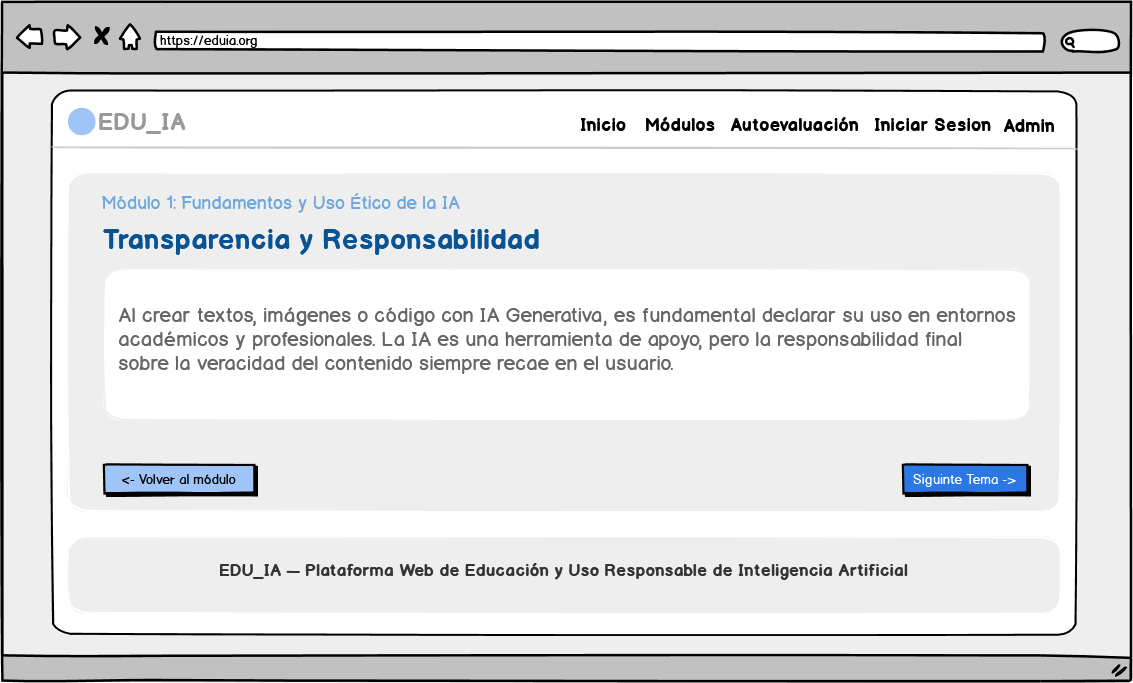 https://eduia.org
EDU_IA
Inicio Módulos Autoevaluación Iniciar Sesion Admin
Módulo 1: Fundamentos y Uso Ético de la IA
Transparencia y Responsabilidad
Al crear textos, imágenes o código con IA Generativa, es fundamental declarar su uso en entornos
académicos y profesionales. La IA es una herramienta de apoyo, pero la responsabilidad final
sobre la veracidad del contenido siempre recae en el usuario.
<- Volver al módulo
Siguinte Tema ->
EDU_IA — Plataforma Web de Educación y Uso Responsable de Inteligencia Artificial